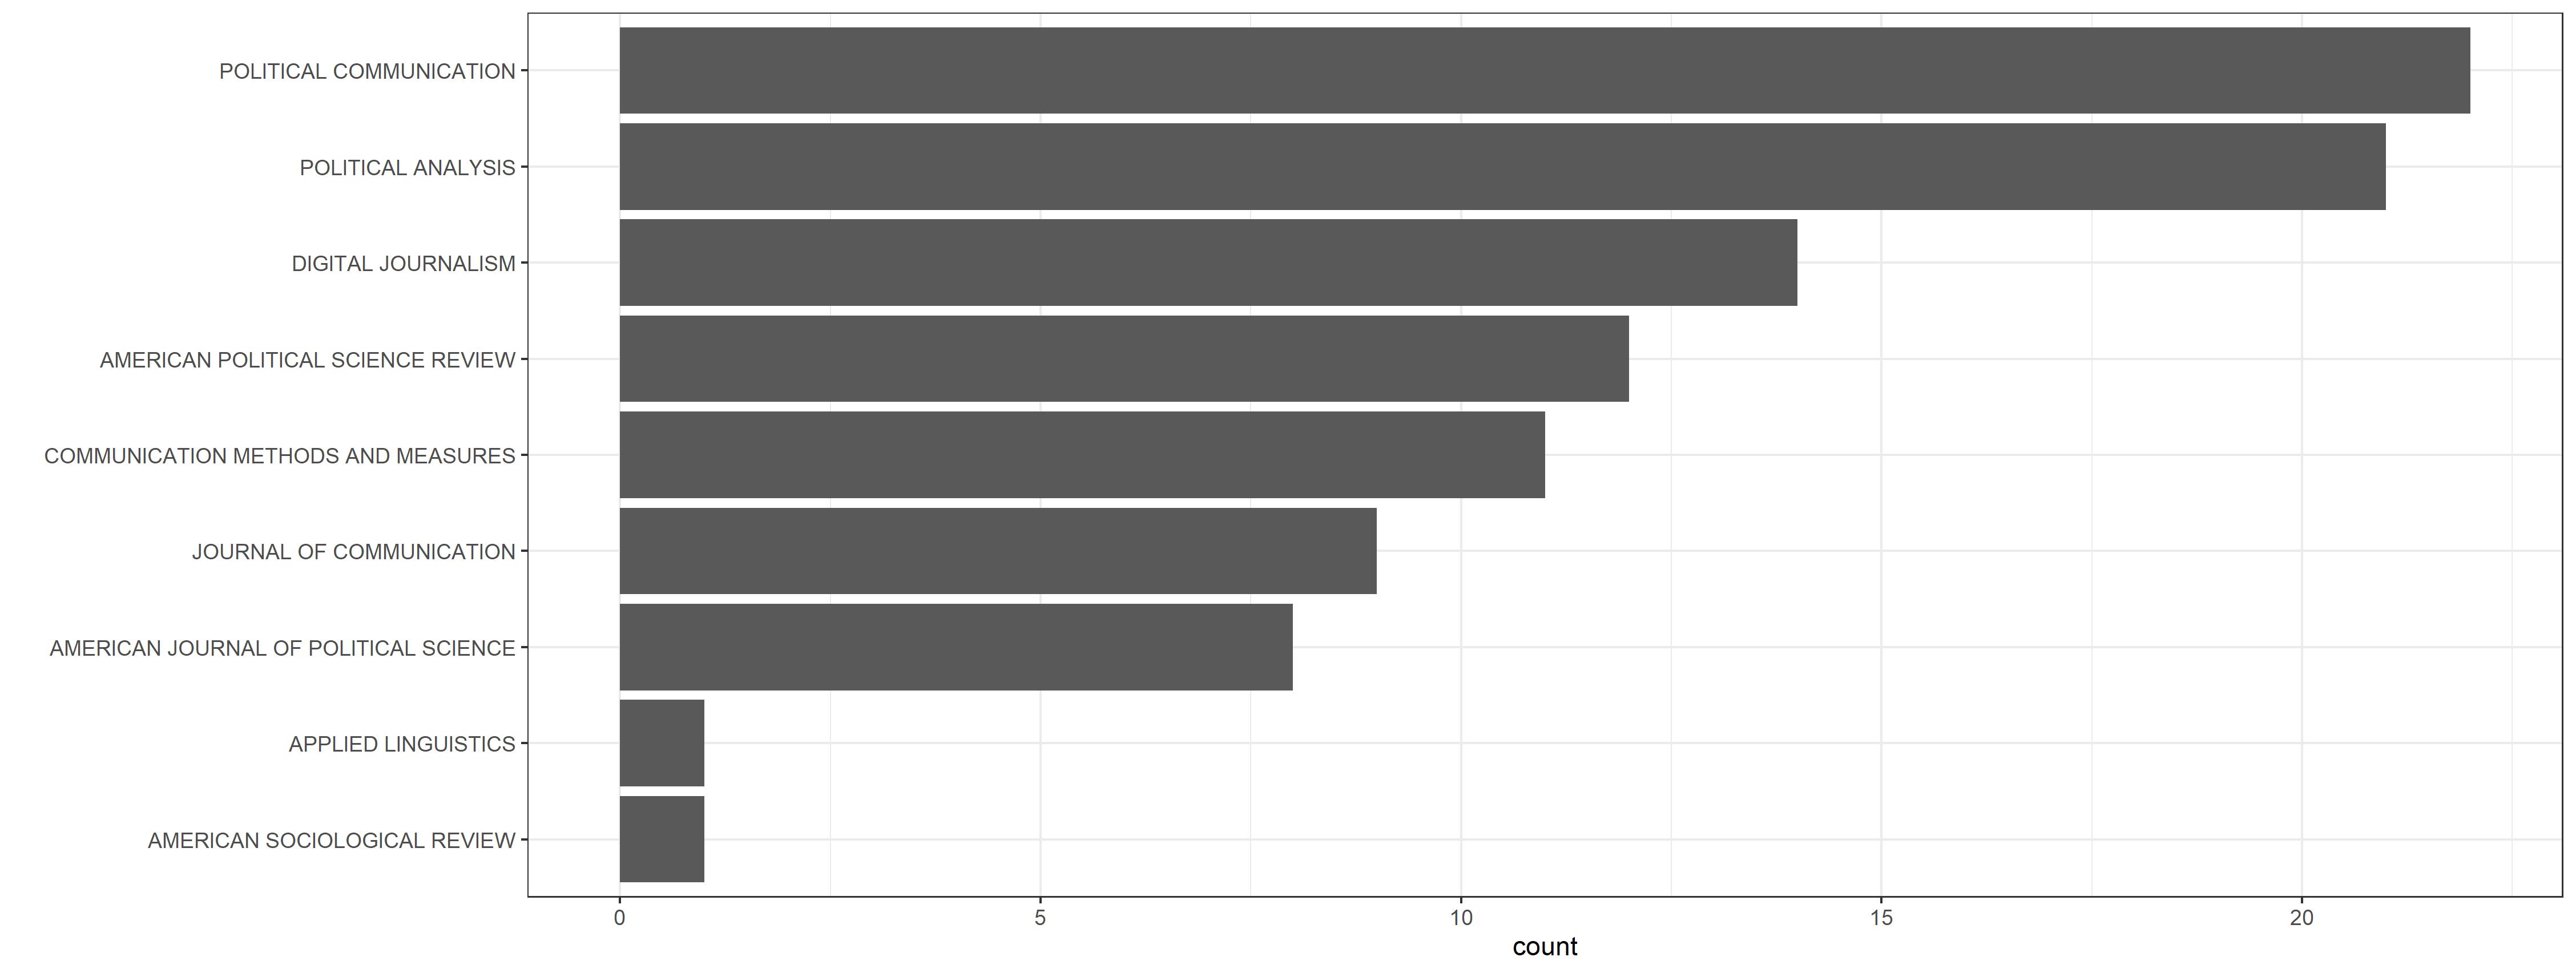 POLITICAL COMMUNICATION
POLITICAL ANALYSIS
DIGITAL JOURNALISM
AMERICAN POLITICAL SCIENCE REVIEW
COMMUNICATION METHODS AND MEASURES
JOURNAL OF COMMUNICATION
AMERICAN JOURNAL OF POLITICAL SCIENCE
APPLIED LINGUISTICS
AMERICAN SOCIOLOGICAL REVIEW
0 5 10 15 20
count